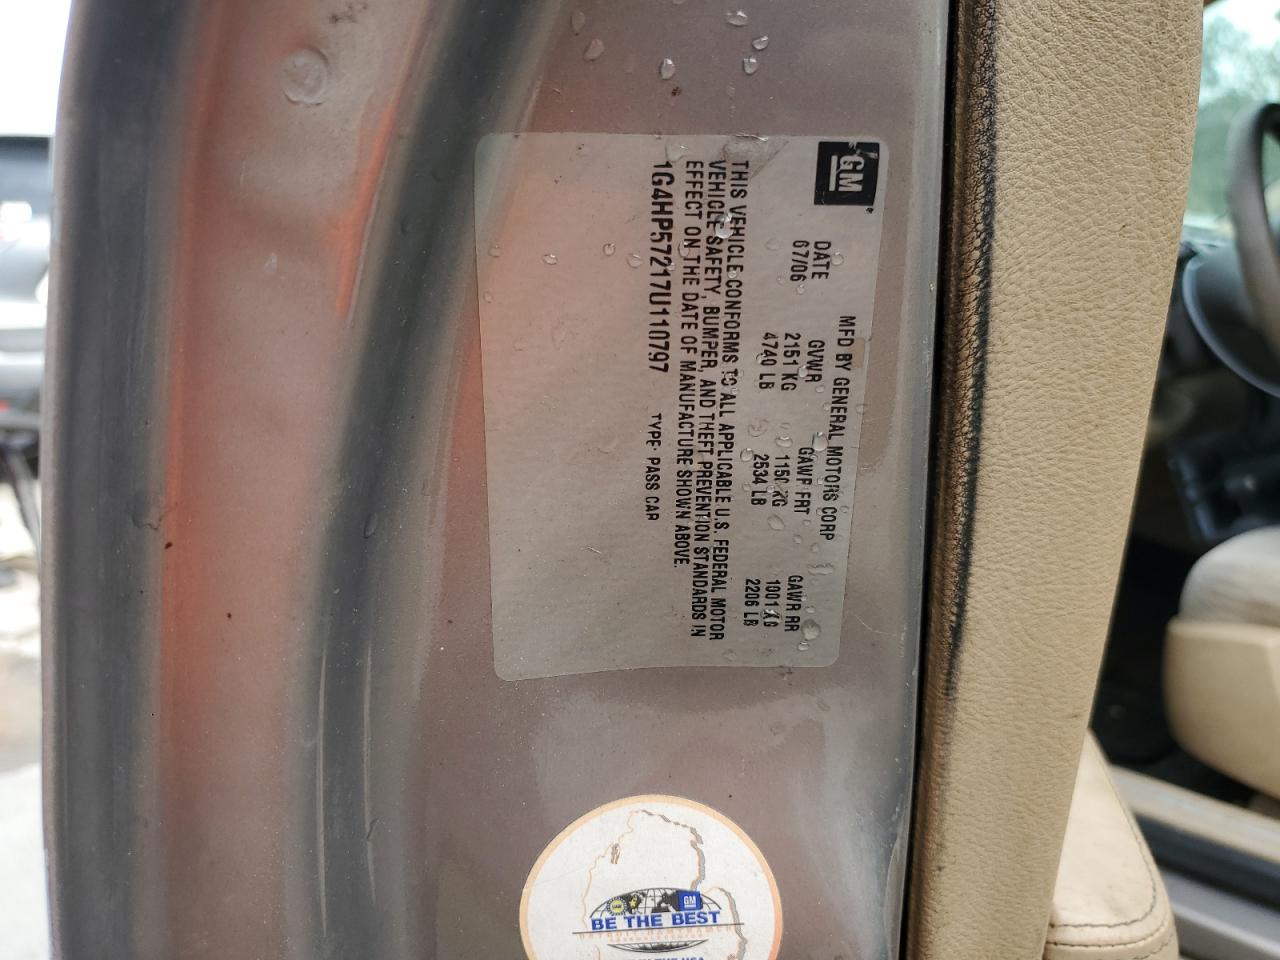 GM
MFD BY GENERAL MOTORS CORP
DATE GVWR GAWR FRT GAWR RR
07/06 2151 KG 1150 KG 1001 KG
4740 LB 2534 LB 2206 LB
THIS VEHICLE CONFORMS TO ALL APPLICABLE U.S. FEDERAL MOTOR
VEHICLE SAFETY, BUMPER, AND THEFT PREVENTION STANDARDS IN
EFFECT ON THE DATE OF MANUFACTURE SHOWN ABOVE.
1G4HP57217U110797 TYPE: PASS CAR
GM
BE THE BEST